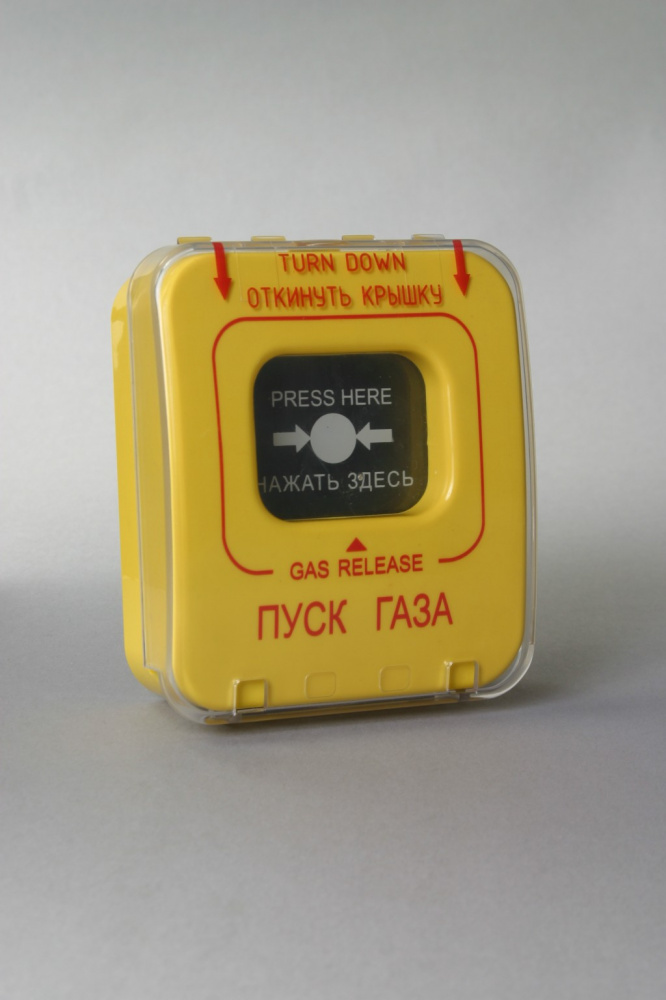 TURN DOWN
ОТКИНУТЬ КРЫШКУ
PRESS HERE
НАЖАТЬ ЗДЕСЬ
GAS RELEASE
ПУСК ГАЗА